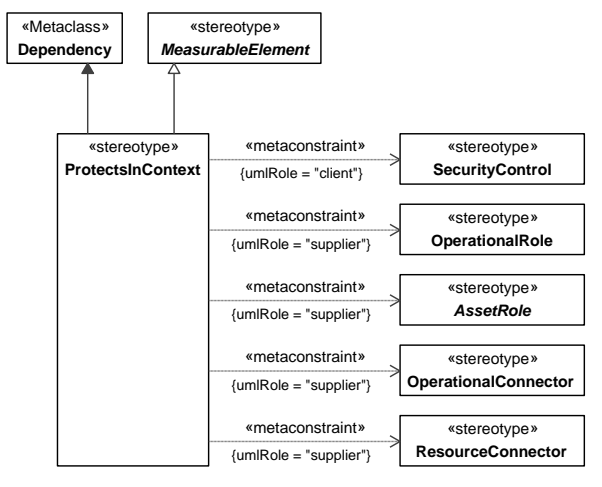 «Metaclass»
Dependency
«stereotype»
MeasurableElement
«stereotype»
ProtectsInContext
«metaconstraint»
{umlRole = "client"}
«stereotype»
SecurityControl
«metaconstraint»
{umlRole = "supplier"}
«stereotype»
OperationalRole
«metaconstraint»
{umlRole = "supplier"}
«stereotype»
AssetRole
«metaconstraint»
{umlRole = "supplier"}
«stereotype»
OperationalConnector
«metaconstraint»
{umlRole = "supplier"}
«stereotype»
ResourceConnector